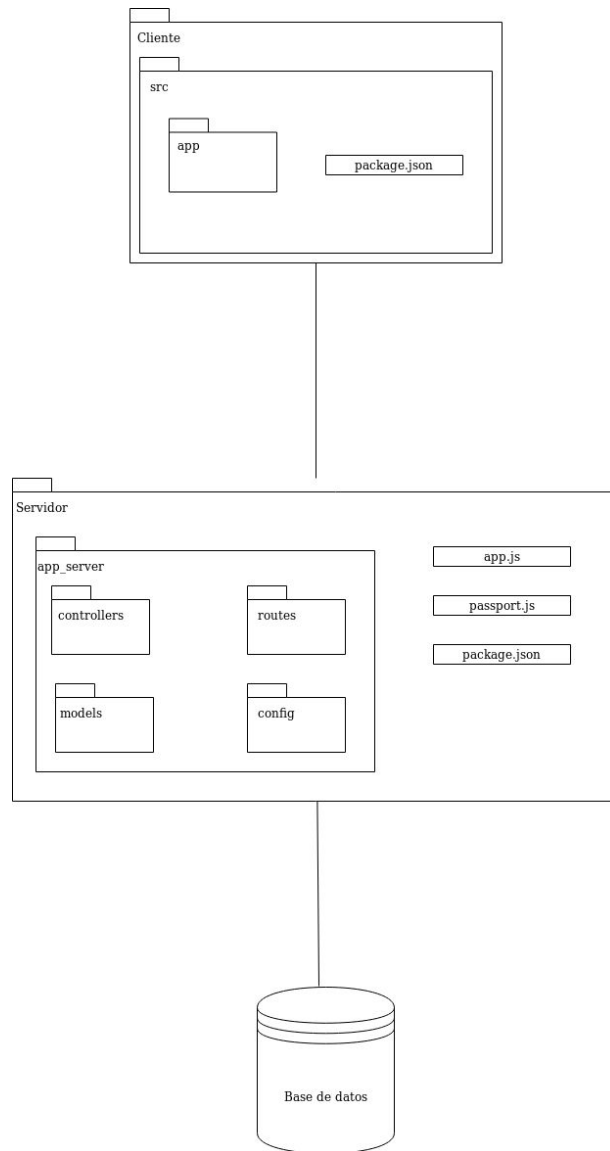 Cliente
src
app
package.json
Servidor
app_server
controllers
routes
models
config
app.js
passport.js
package.json
Base de datos